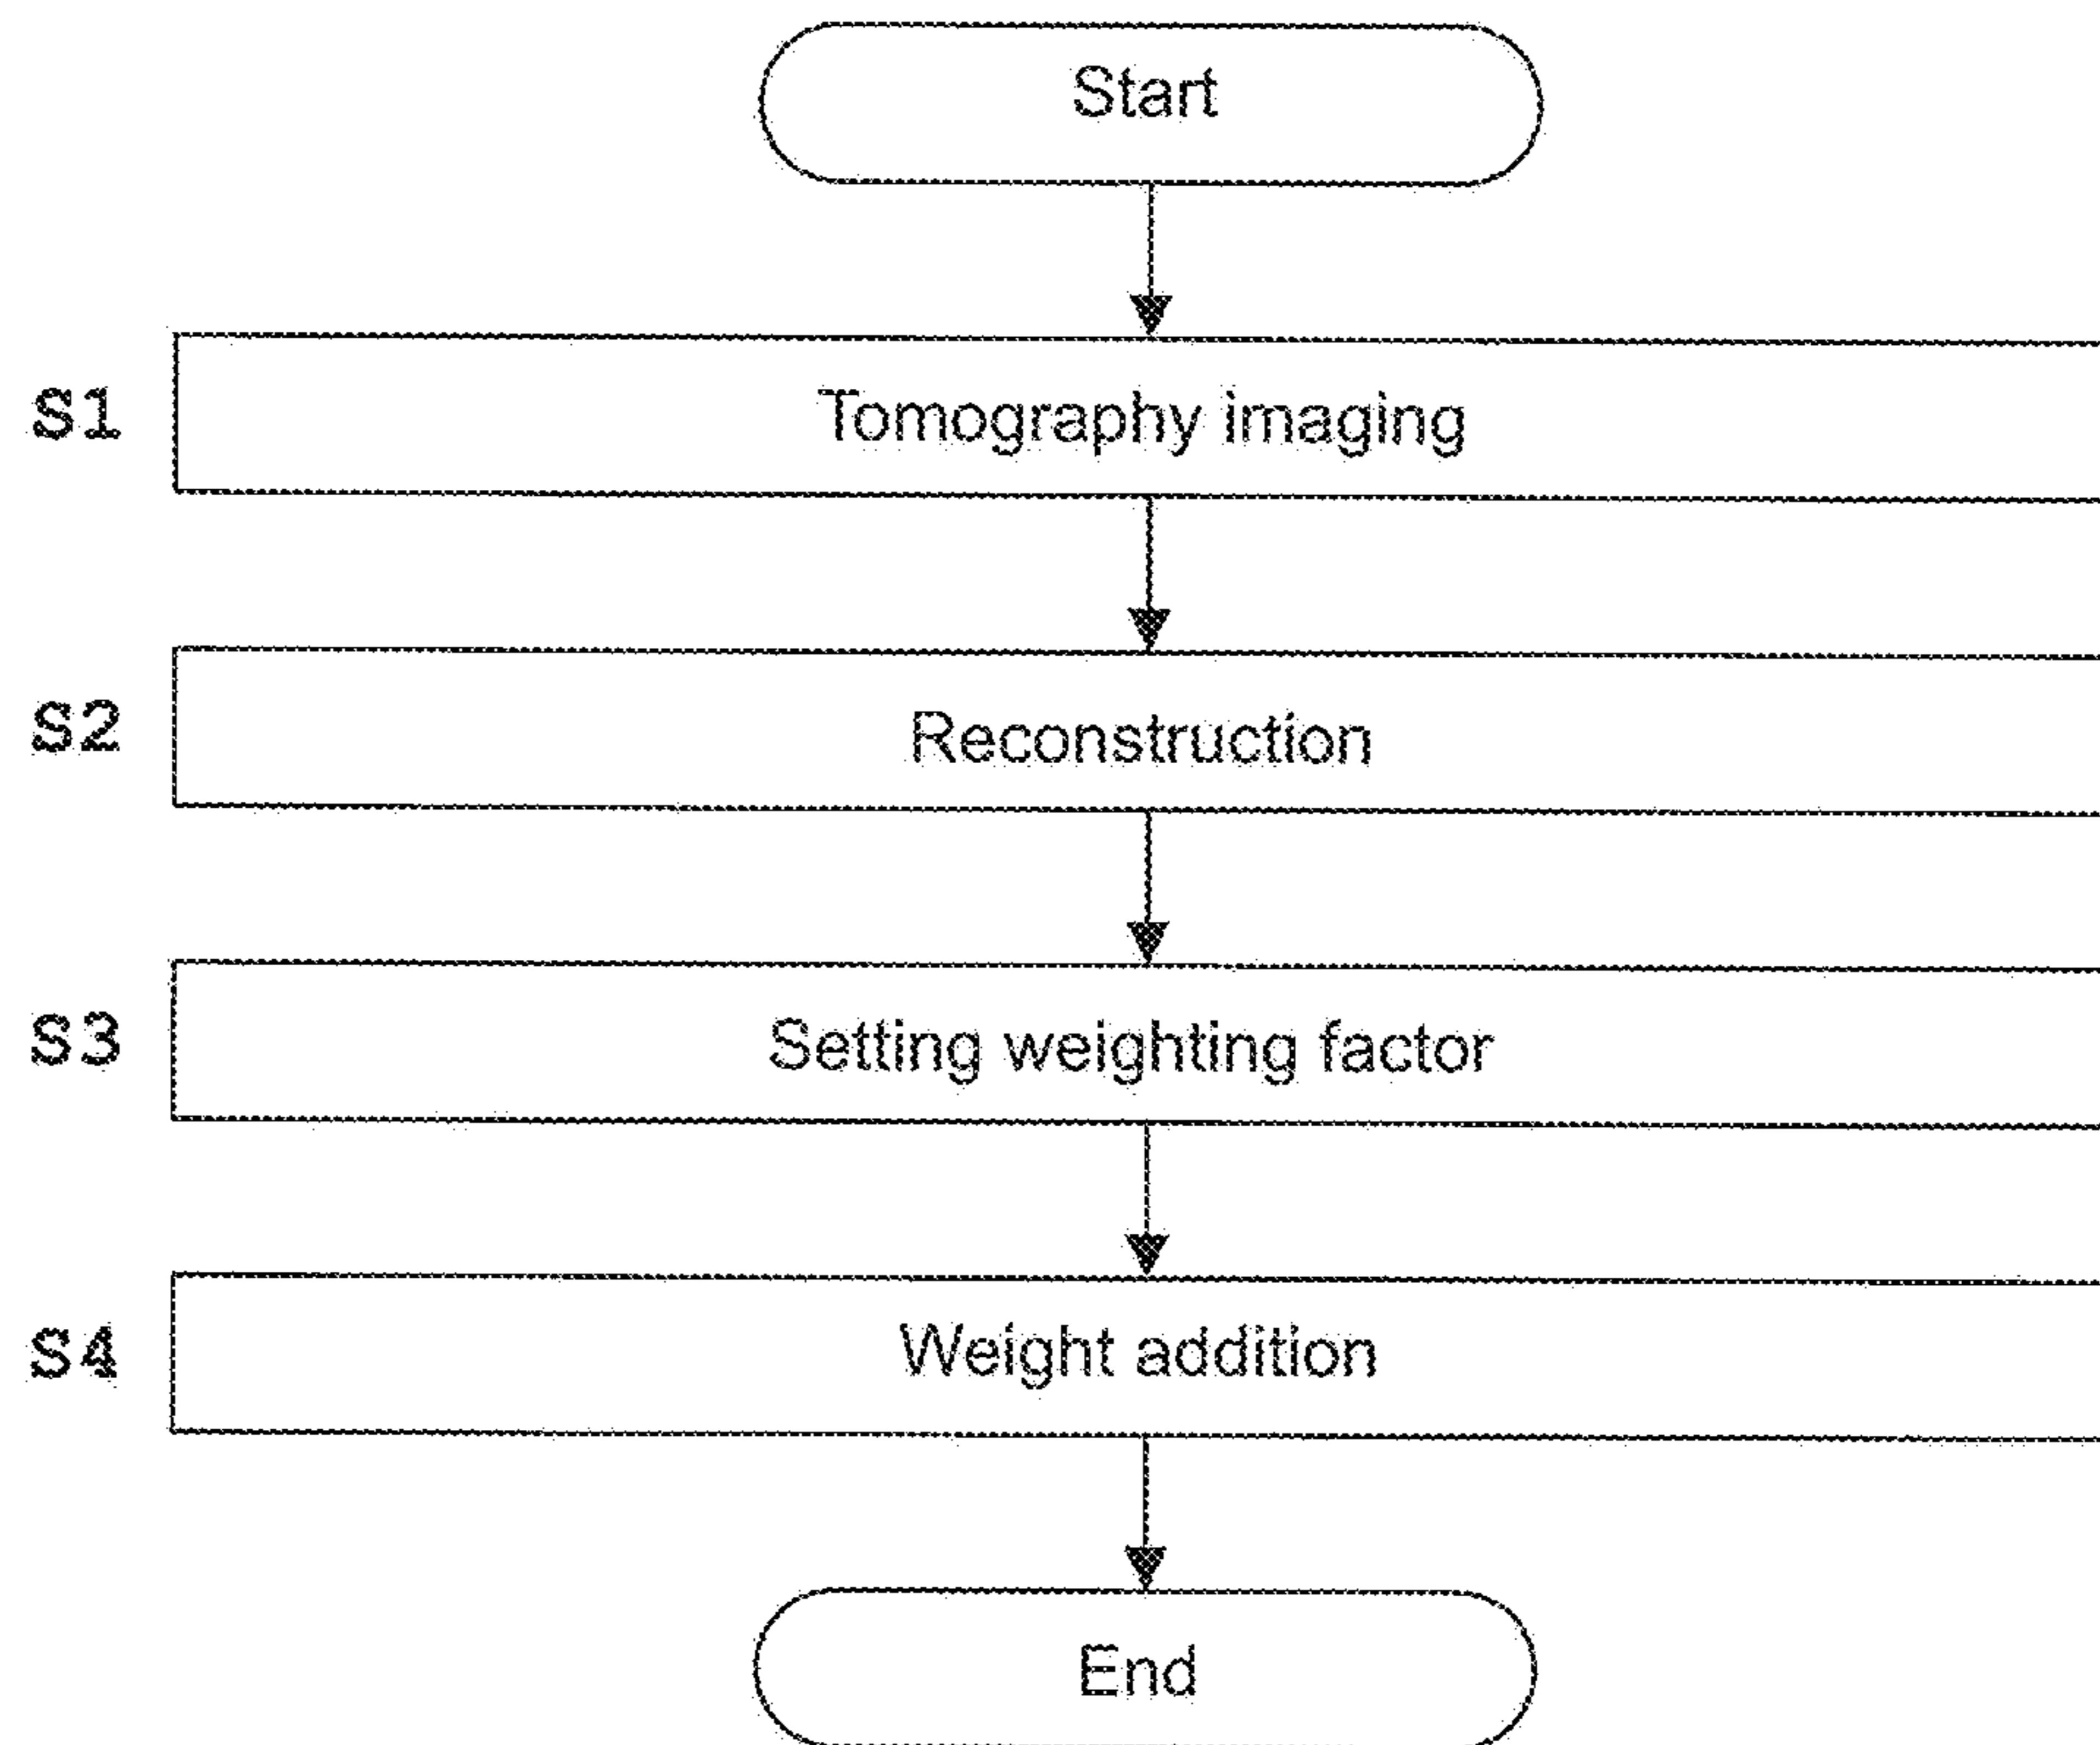 Start
S1 Tomography imaging
S2 Reconstruction
S3 Setting weighting factor
S4 Weight addition
End